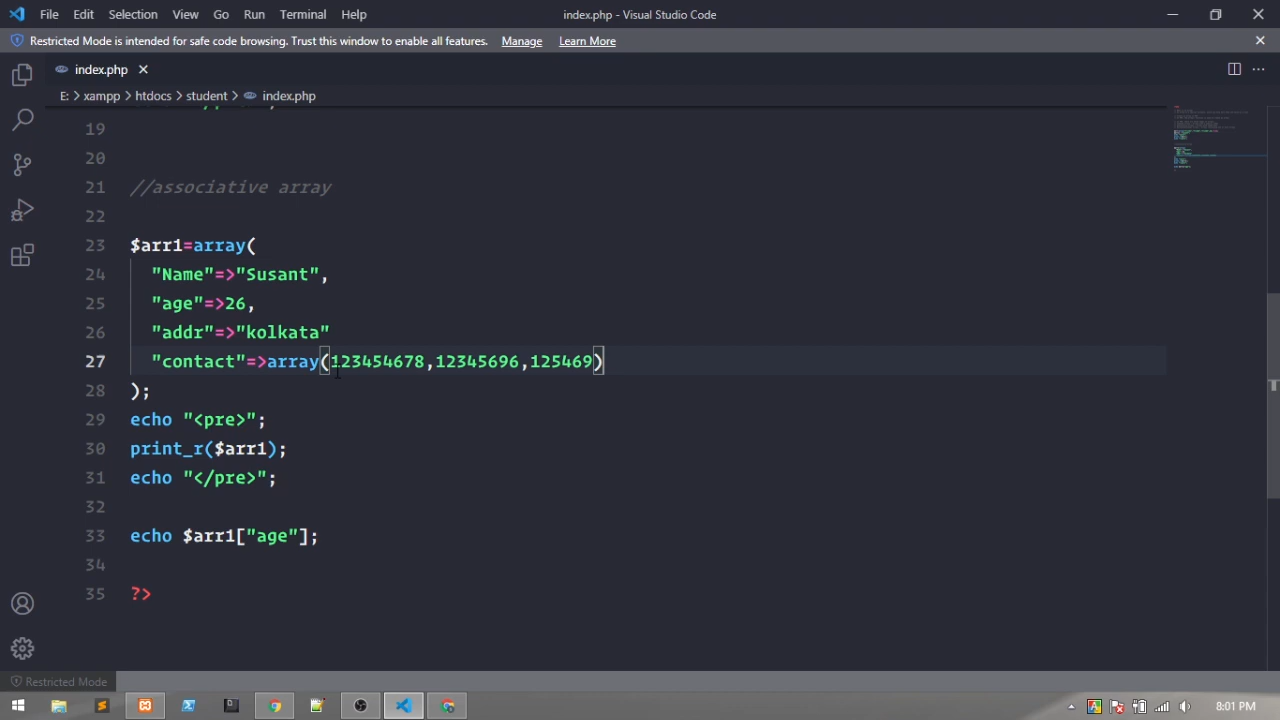 File Edit Selection View Go Run Terminal Help index.php - Visual Studio Code
Restricted Mode is intended for safe code browsing. Trust this window to enable all features. Manage Learn More
index.php
E: > xampp > htdocs > student > index.php
19
20
21 //associative array
22
23 $arr1=array(
24 "Name"=>"Susant",
25 "age"=>26,
26 "addr"=>"kolkata"
27 "contact"=>array(123454678,12345696,125469)
28 );
29 echo "<pre>";
30 print_r($arr1);
31 echo "</pre>";
32
33 echo $arr1["age"];
34
35 ?>
Restricted Mode
8:01 PM